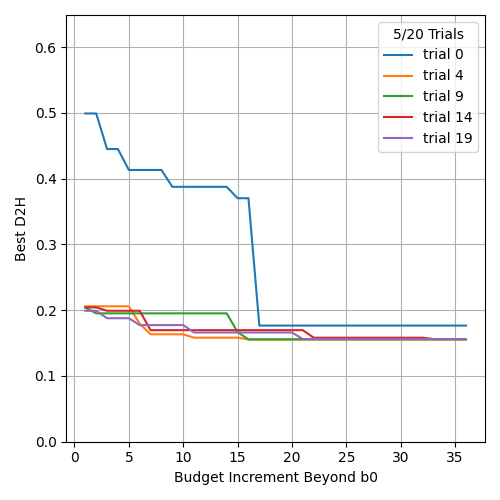 5/20 Trials
trial 0
trial 4
trial 9
trial 14
trial 19
Best D2H
0.6
0.5
0.4
0.3
0.2
0.1
0.0
0 5 10 15 20 25 30 35
Budget Increment Beyond b0